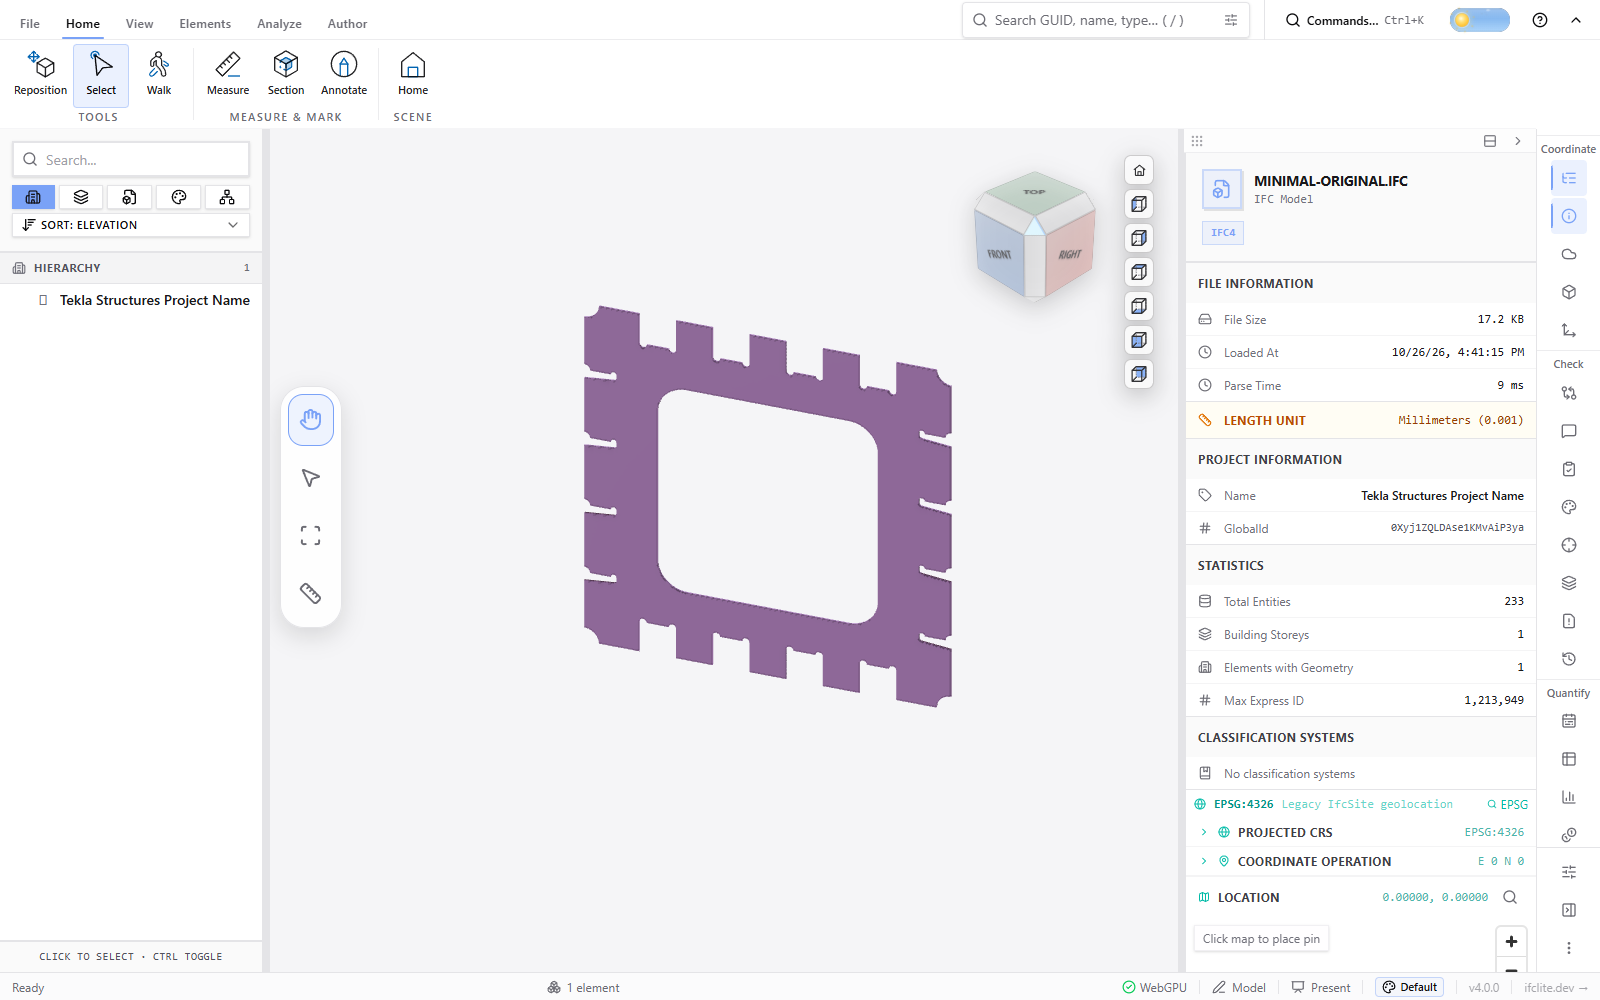 File Home View Elements Analyze Author
Search GUID, name, type... ( / )
Commands... Ctrl+K
Reposition Select Walk Measure Section Annotate Home
TOOLS MEASURE & MARK SCENE
Search...
SORT: ELEVATION
HIERARCHY 1
Tekla Structures Project Name
CLICK TO SELECT · CTRL TOGGLE
TOP
FRONT RIGHT
MINIMAL-ORIGINAL.IFC
IFC Model
IFC4
FILE INFORMATION
File Size 17.2 KB
Loaded At 10/26/26, 4:41:15 PM
Parse Time 9 ms
LENGTH UNIT Millimeters (0.001)
PROJECT INFORMATION
Name Tekla Structures Project Name
GlobalId 0Xyj1ZQLDAse1KMvAiP3ya
STATISTICS
Total Entities 233
Building Storeys 1
Elements with Geometry 1
Max Express ID 1,213,949
CLASSIFICATION SYSTEMS
No classification systems
EPSG:4326 Legacy IfcSite geolocation EPSG
PROJECTED CRS EPSG:4326
COORDINATE OPERATION E 0 N 0
LOCATION 0.00000, 0.00000
Click map to place pin
+
−
Coordinate
Check
Quantify
Ready
1 element
WebGPU Model Present Default v4.0.0 ifclite.dev →